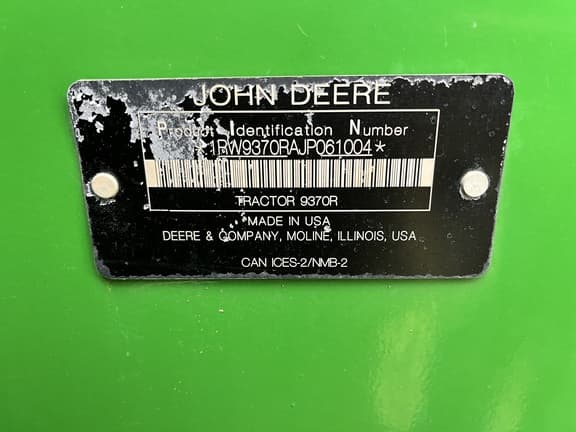 JOHN DEERE
Product Identification Number
*1RW9370RAJP061004*
TRACTOR 9370R
MADE IN USA
DEERE & COMPANY, MOLINE, ILLINOIS, USA
CAN ICES-2/NMB-2